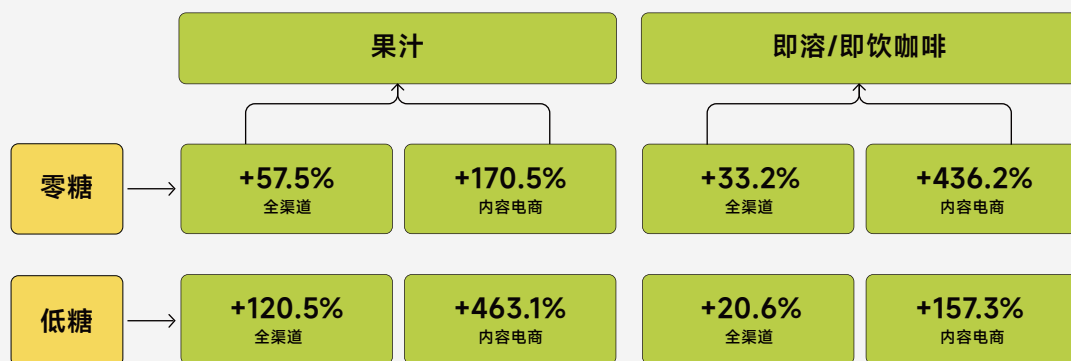 果汁
即溶/即饮咖啡
零糖
+57.5%
全渠道
+170.5%
内容电商
+33.2%
全渠道
+436.2%
内容电商
低糖
+120.5%
全渠道
+463.1%
内容电商
+20.6%
全渠道
+157.3%
内容电商